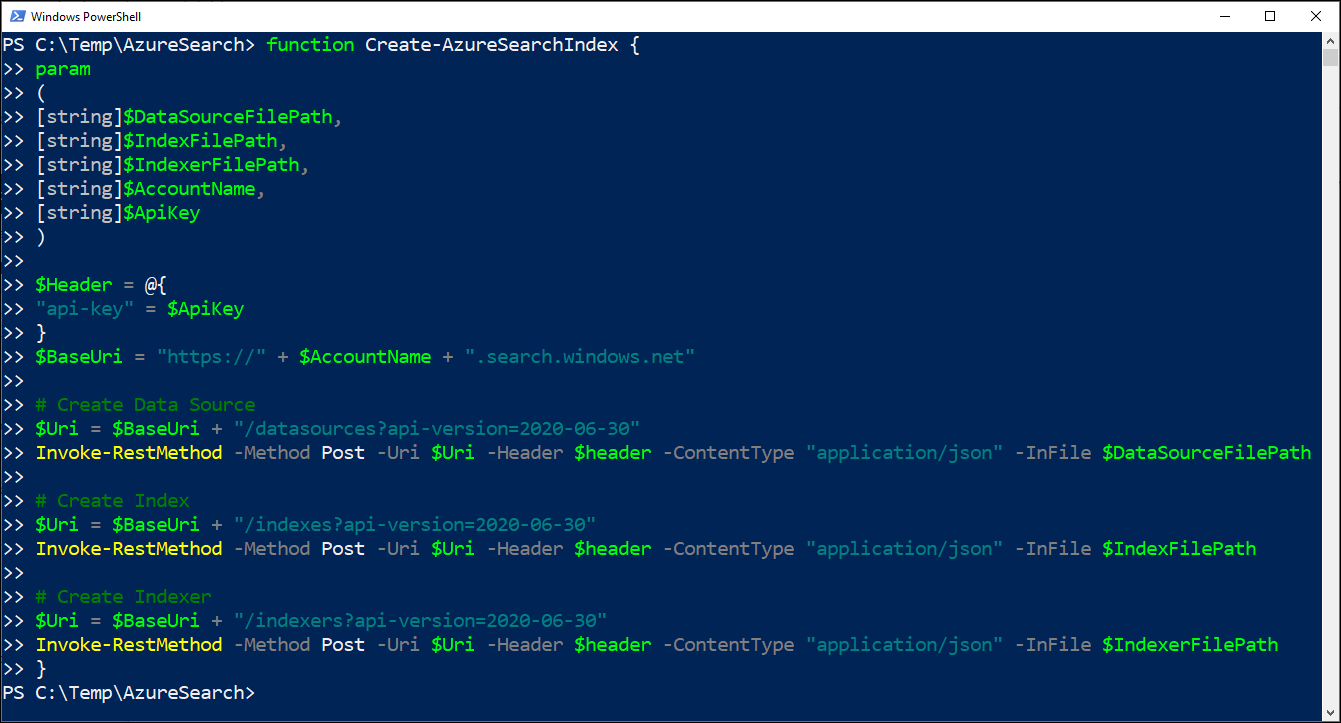 Windows PowerShell
PS C:\Temp\AzureSearch> function Create-AzureSearchIndex {
>> param
>> (
>> [string]$DataSourceFilePath,
>> [string]$IndexFilePath,
>> [string]$IndexerFilePath,
>> [string]$AccountName,
>> [string]$ApiKey
>> )
>>
>> $Header = @{
>> "api-key" = $ApiKey
>> }
>> $BaseUri = "https://" + $AccountName + ".search.windows.net"
>>
>> # Create Data Source
>> $Uri = $BaseUri + "/datasources?api-version=2020-06-30"
>> Invoke-RestMethod -Method Post -Uri $Uri -Header $header -ContentType "application/json" -InFile $DataSourceFilePath
>>
>> # Create Index
>> $Uri = $BaseUri + "/indexes?api-version=2020-06-30"
>> Invoke-RestMethod -Method Post -Uri $Uri -Header $header -ContentType "application/json" -InFile $IndexFilePath
>>
>> # Create Indexer
>> $Uri = $BaseUri + "/indexers?api-version=2020-06-30"
>> Invoke-RestMethod -Method Post -Uri $Uri -Header $header -ContentType "application/json" -InFile $IndexerFilePath
>> }
PS C:\Temp\AzureSearch>